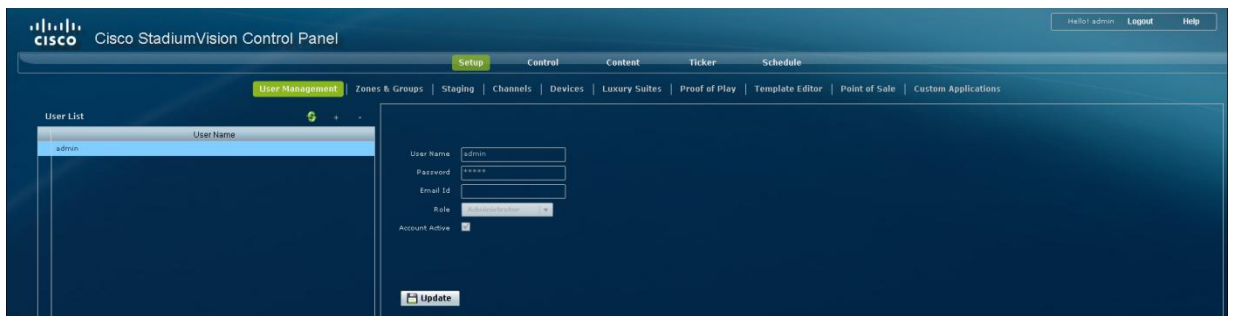 Hello! admin Logout Help
CISCO Cisco StadiumVision Control Panel
Setup Control Content Ticker Schedule
User Management | Zones & Groups | Staging | Channels | Devices | Luxury Suites | Proof of Play | Template Editor | Point of Sale | Custom Applications
User List + -
User Name
admin
User Name admin
Password *****
Email Id
Role Administrator
Account Active
Update